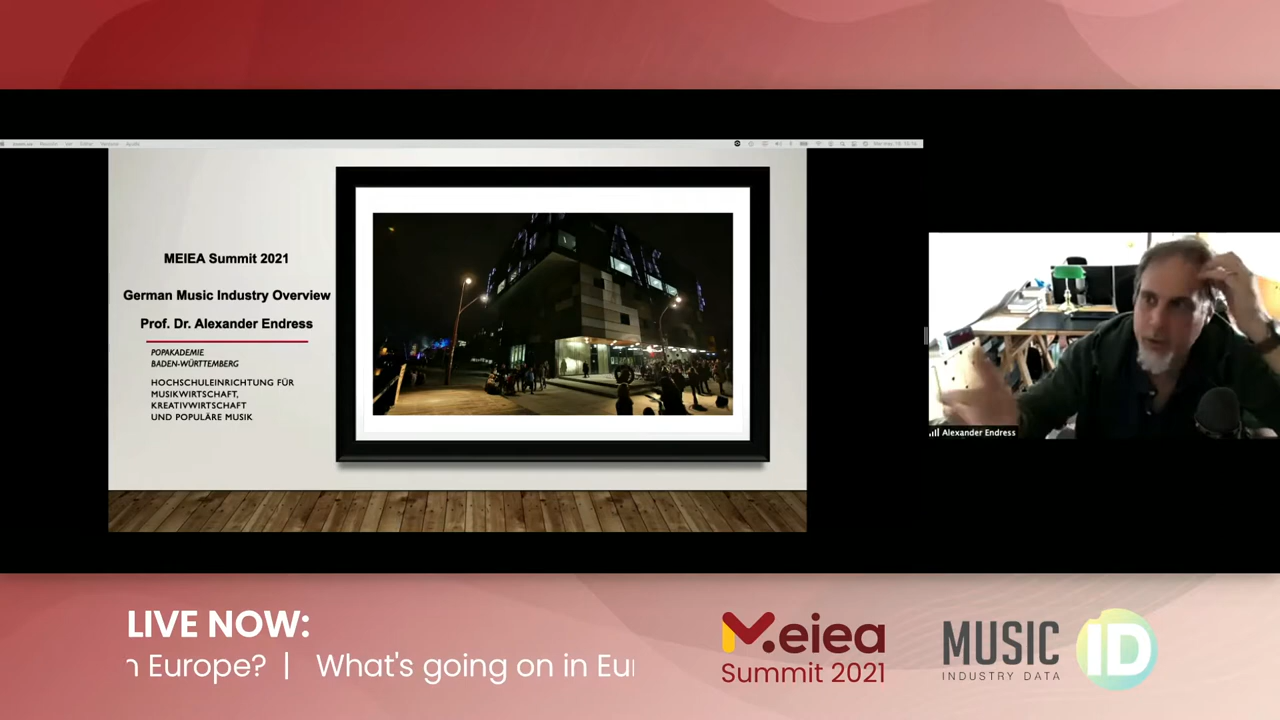 MEIEA Summit 2021
German Music Industry Overview
Prof. Dr. Alexander Endress
POPAKADEMIE
BADEN-WÜRTTEMBERG
HOCHSCHULEINRICHTUNG FÜR
MUSIKWIRTSCHAFT,
KREATIVWIRTSCHAFT
UND POPULÄRE MUSIK
Alexander Endress
LIVE NOW:
n Europe? | What's going on in Eu
Meiea
Summit 2021
MUSIC
INDUSTRY DATA
ID